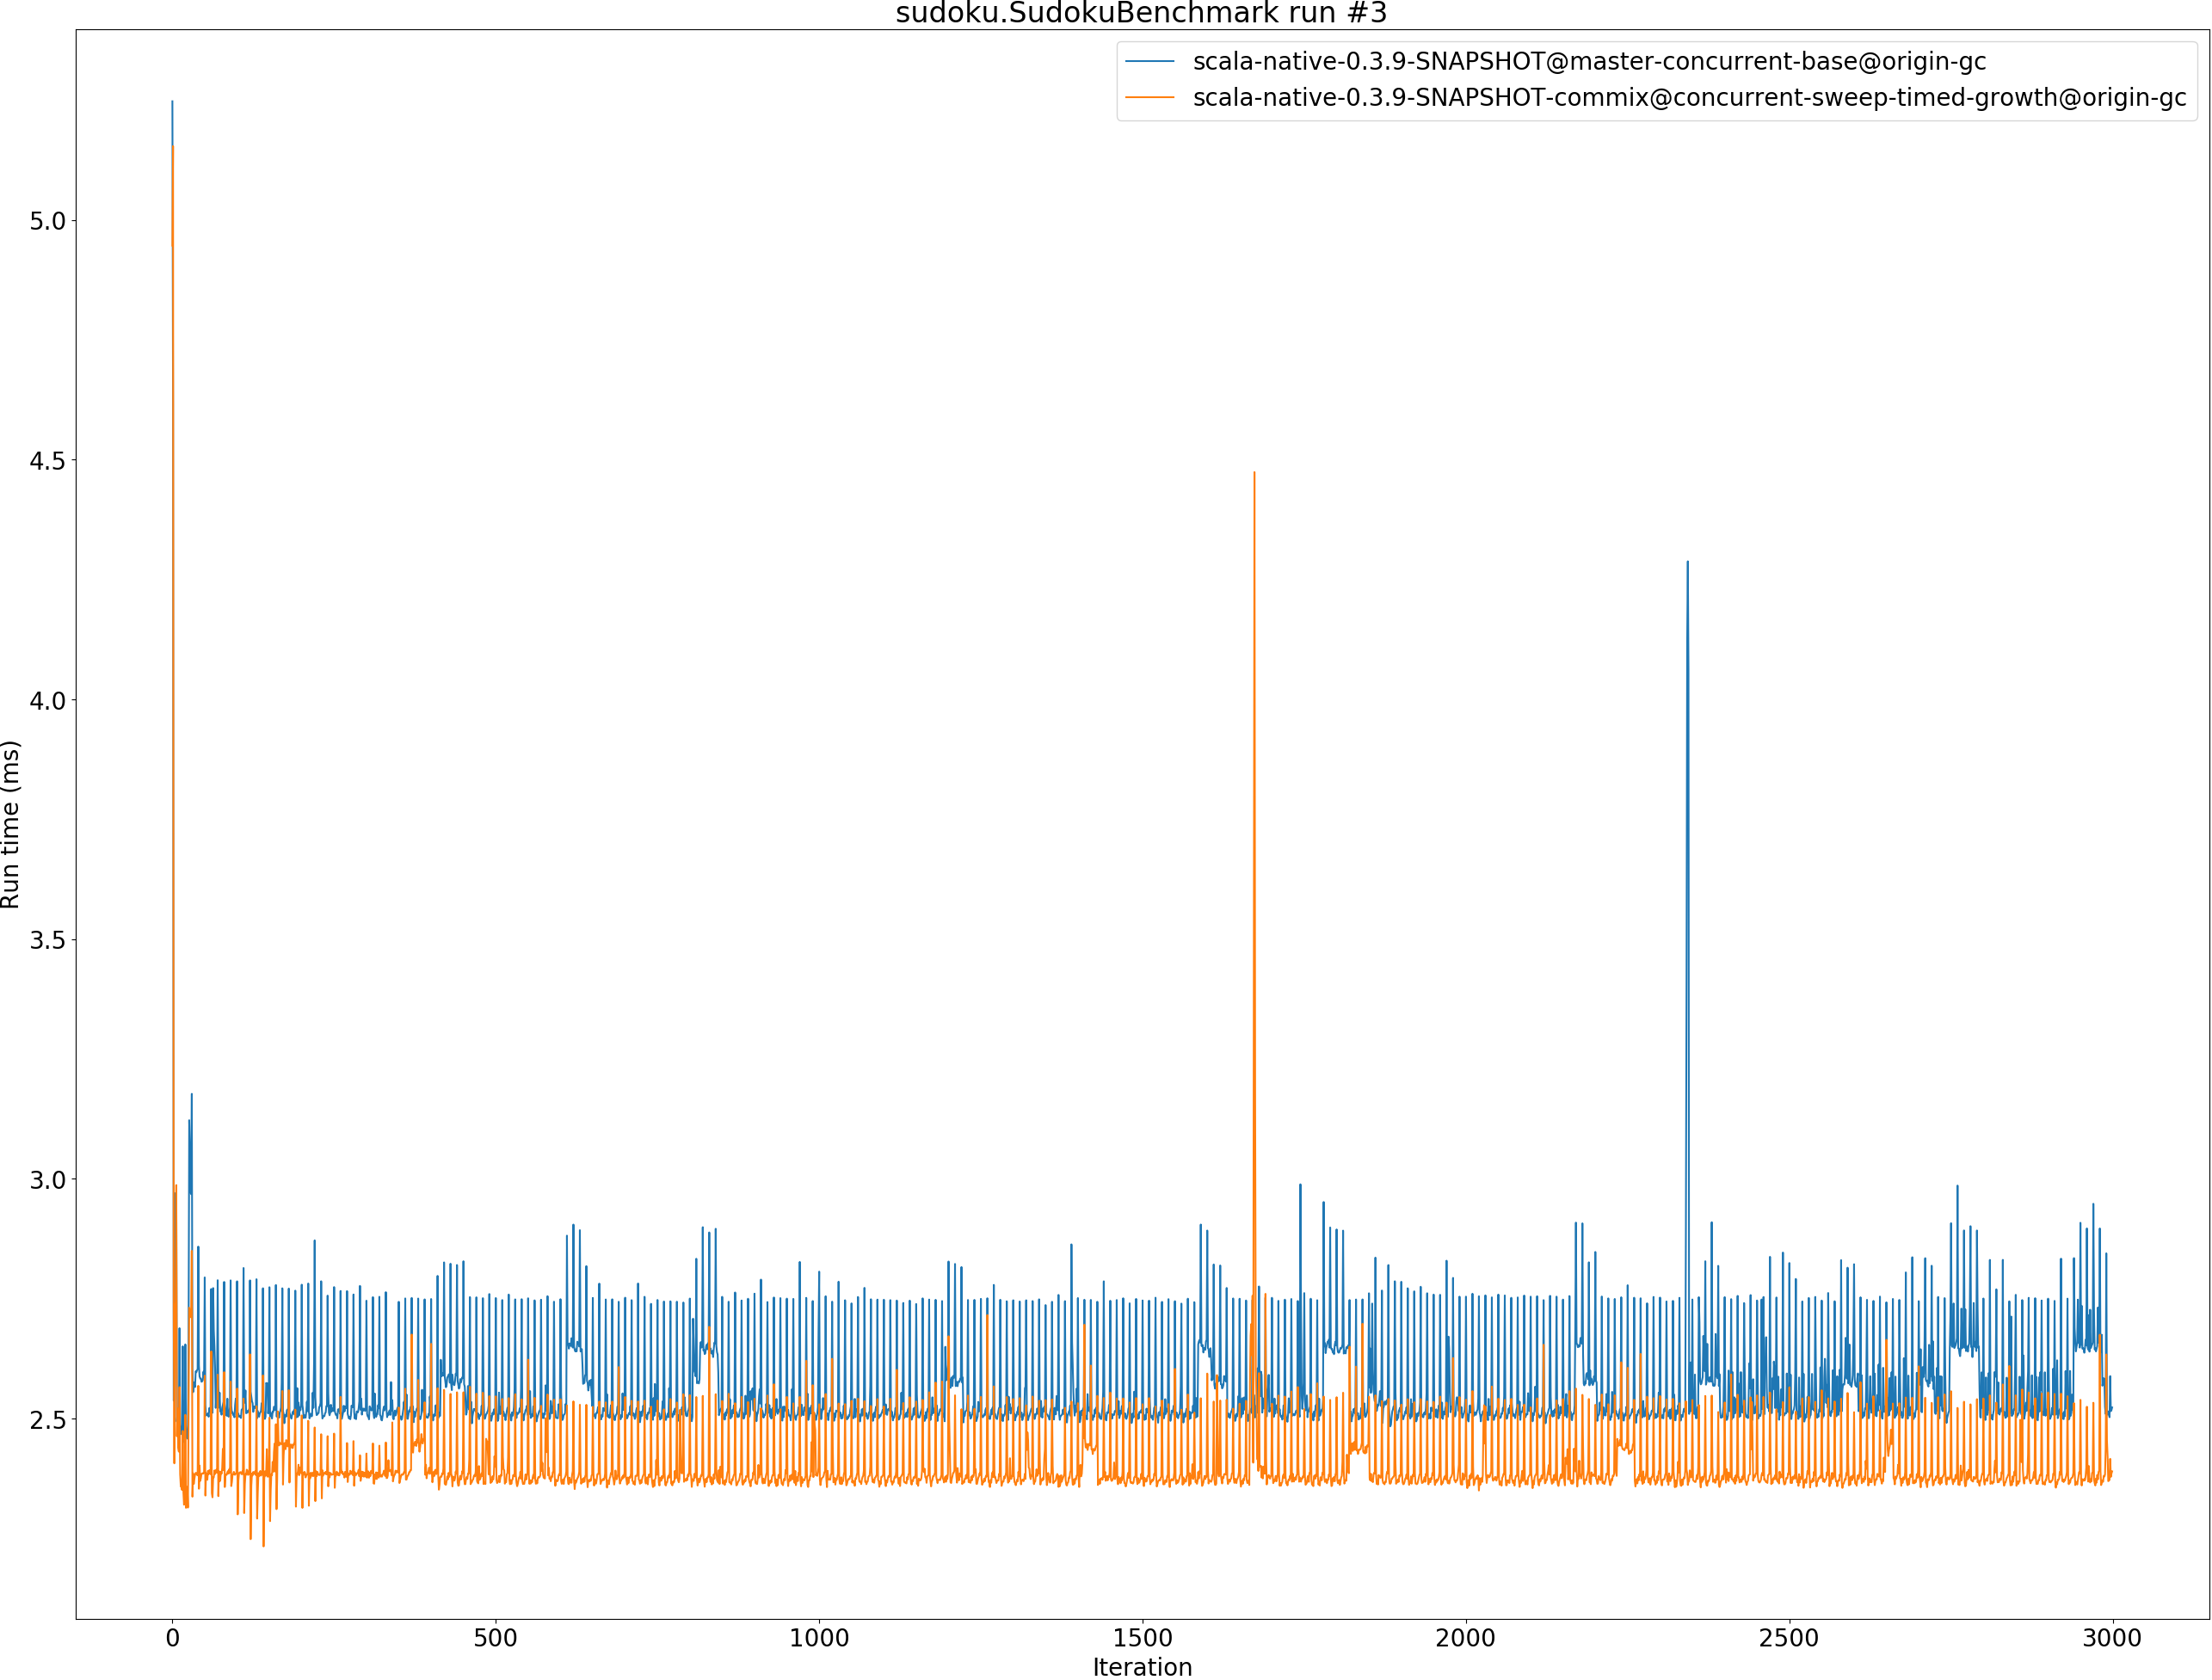 sudoku.SudokuBenchmark run #3
scala-native-0.3.9-SNAPSHOT@master-concurrent-base@origin-gc
scala-native-0.3.9-SNAPSHOT-commix@concurrent-sweep-timed-growth@origin-gc
Run time (ms)
5.0
4.5
4.0
3.5
3.0
2.5
0 500 1000 1500 2000 2500 3000
Iteration